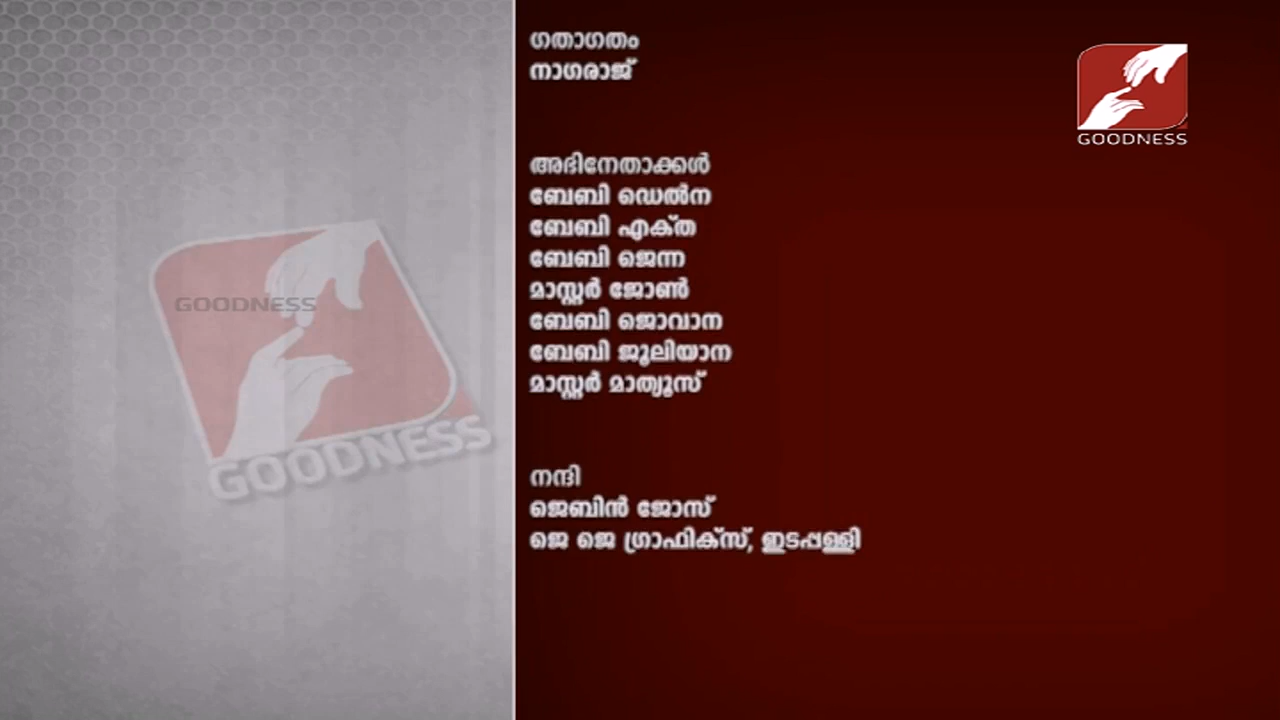 ഗതാഗതം
നാഗരാജ്
അഭിനേതാക്കൾ
ബേബി ഡെൽന
ബേബി എക്ത
ബേബി ജെന്ന
മാസ്റ്റർ ജോൺ
ബേബി ജൊവാന
ബേബി ജൂലിയാന
മാസ്റ്റർ മാത്യൂസ്
നന്ദി
ജെബിൻ ജോസ്
ജെ ജെ ഗ്രാഫിക്സ്, ഇടപ്പള്ളി
GOODNESS
GOODNESS
GOODNESS